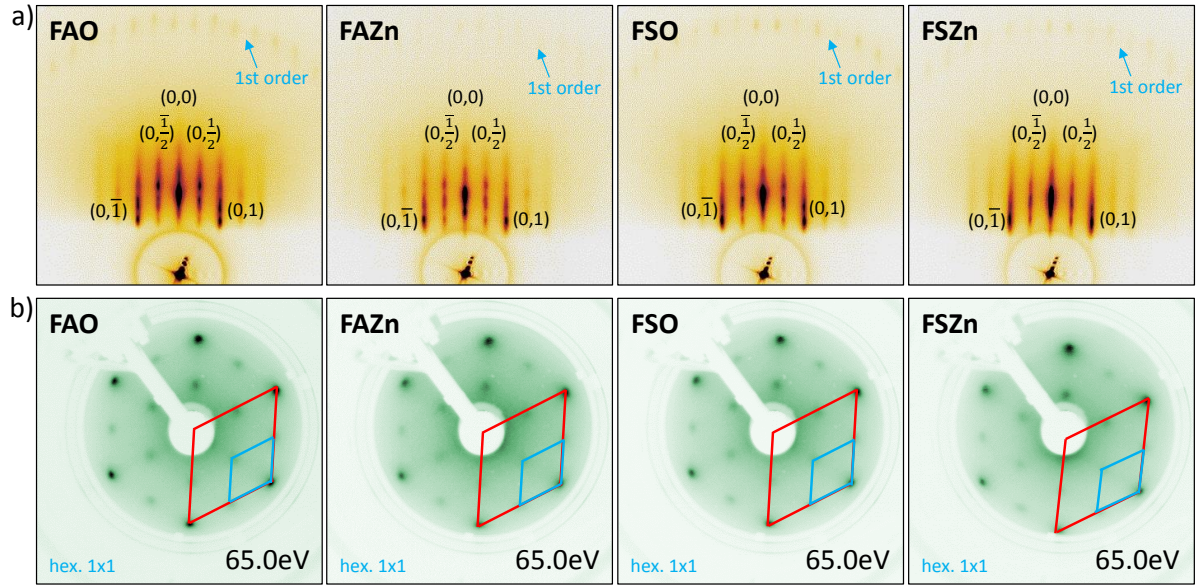 a)
FAO
1st order
(0,0)
(0,1̅/2) (0,1/2)
(0,1̅)
(0,1)
FAZn
1st order
(0,0)
(0,1̅/2) (0,1/2)
(0,1̅)
(0,1)
FSO
1st order
(0,0)
(0,1̅/2) (0,1/2)
(0,1̅)
(0,1)
FSZn
1st order
(0,0)
(0,1̅/2) (0,1/2)
(0,1̅)
(0,1)
b)
FAO
hex. 1x1
65.0eV
FAZn
hex. 1x1
65.0eV
FSO
hex. 1x1
65.0eV
FSZn
hex. 1x1
65.0eV